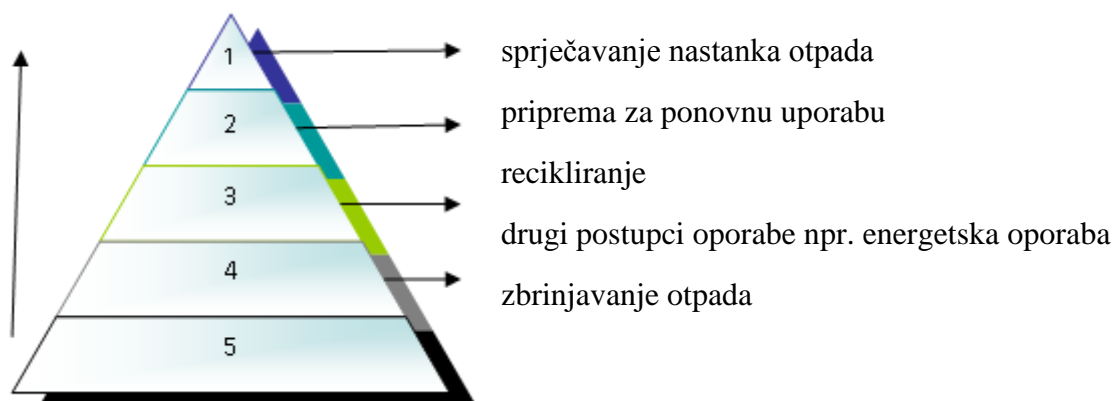 1
sprječavanje nastanka otpada
2
priprema za ponovnu uporabu
3
recikliranje
4
drugi postupci oporabe npr. energetska oporaba
5
zbrinjavanje otpada